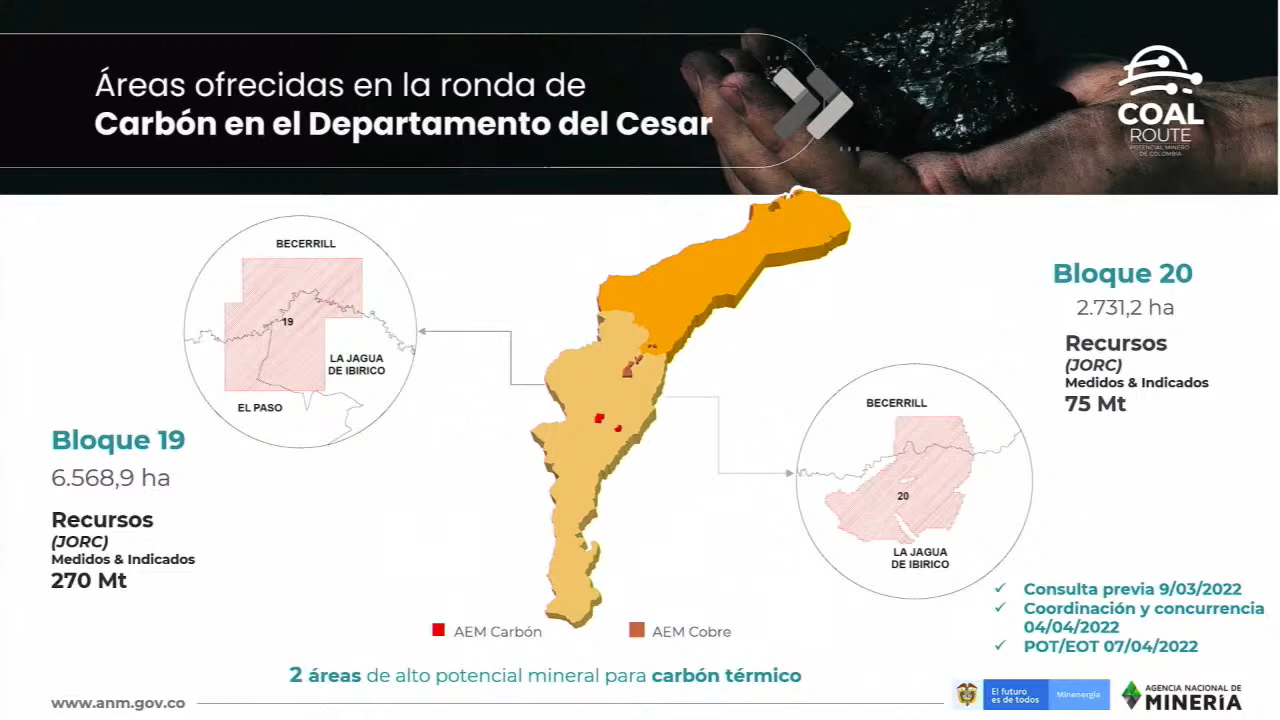 Áreas ofrecidas en la ronda de
Carbón en el Departamento del Cesar
COAL
ROUTE
POTENCIAL MINERO
DE COLOMBIA
BECERRILL
19
LA JAGUA
DE IBIRICO
EL PASO
Bloque 19
6.568,9 ha
Recursos
(JORC)
Medidos & Indicados
270 Mt
Bloque 20
2.731,2 ha
Recursos
(JORC)
Medidos & Indicados
75 Mt
BECERRILL
20
LA JAGUA
DE IBIRICO
✓ Consulta previa 9/03/2022
✓ Coordinación y concurrencia
04/04/2022
✓ POT/EOT 07/04/2022
AEM Carbón
AEM Cobre
2 áreas de alto potencial mineral para carbón térmico
www.anm.gov.co
El futuro
es de todos
Minenergía
AGENCIA NACIONAL DE
MINERÍA